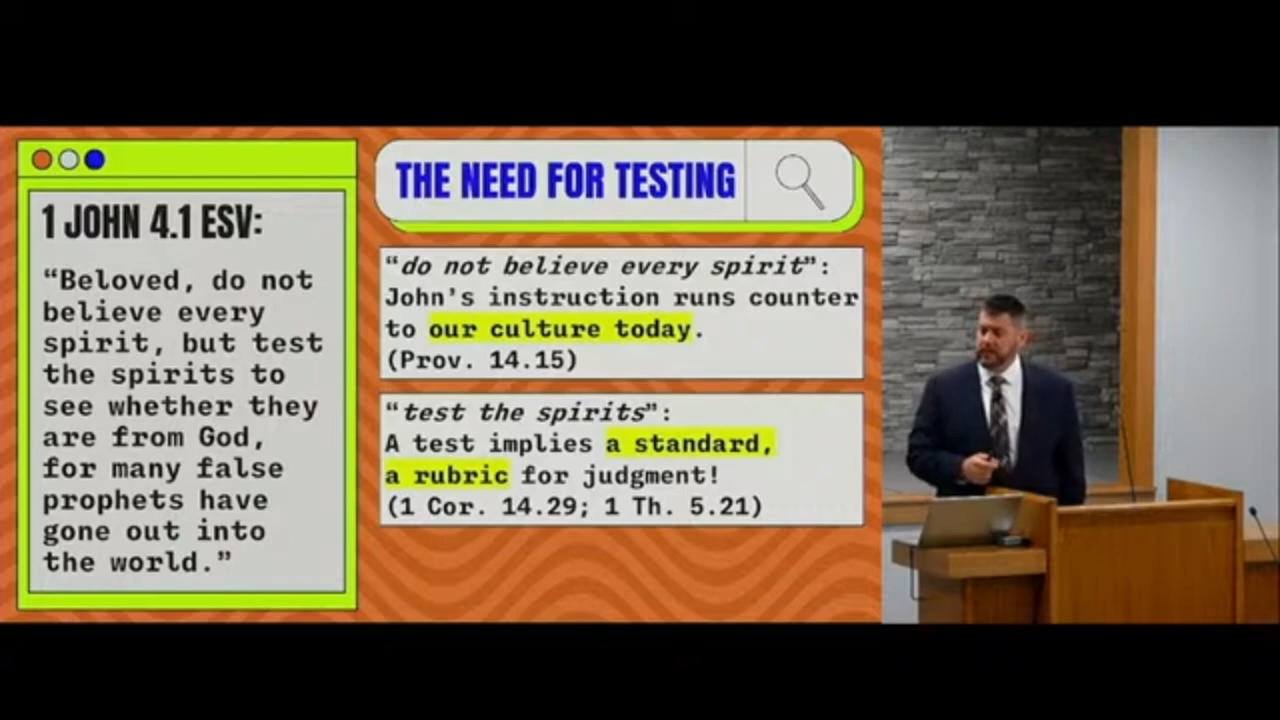 1 JOHN 4.1 ESV:
“Beloved, do not
believe every
spirit, but test
the spirits to
see whether they
are from God,
for many false
prophets have
gone out into
the world.”
THE NEED FOR TESTING
“do not believe every spirit”:
John’s instruction runs counter
to our culture today.
(Prov. 14.15)
“test the spirits”:
A test implies a standard,
a rubric for judgment!
(1 Cor. 14.29; 1 Th. 5.21)